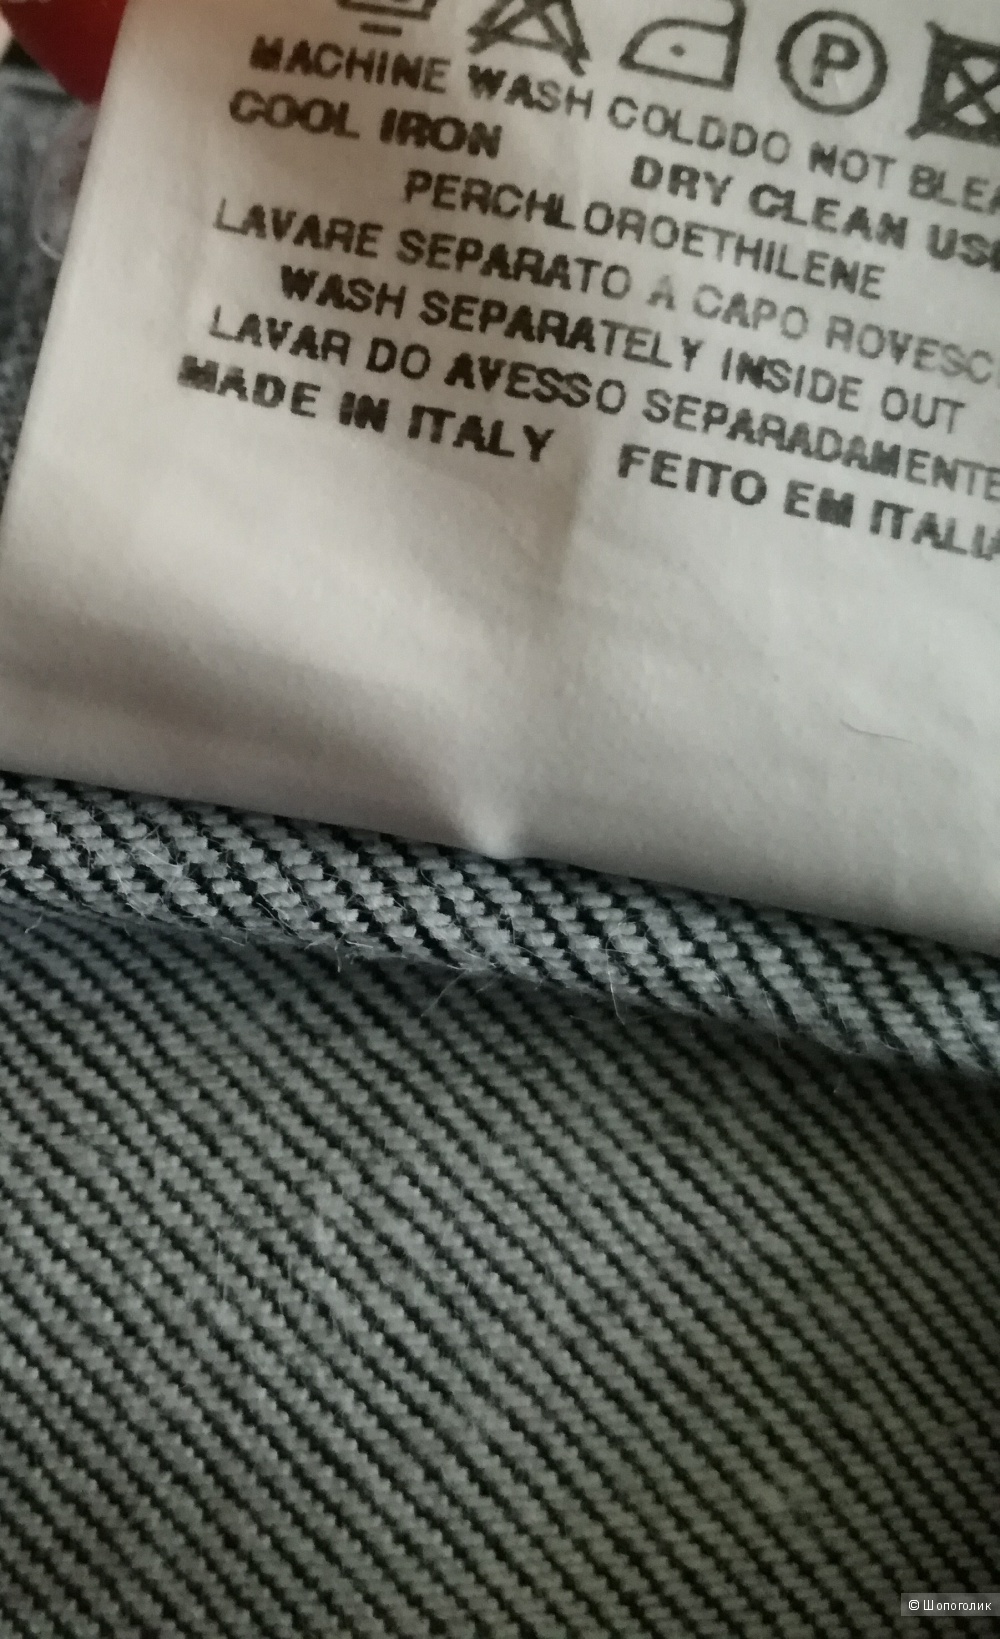 P
MACHINE WASH COLDDO NOT BLEA
COOL IRON DRY CLEAN USI
PERCHLOROETHILENE
LAVARE SEPARATO A CAPO ROVESC
WASH SEPARATELY INSIDE OUT
LAVAR DO AVESSO SEPARADAMENTE
MADE IN ITALY FEITO EM ITALIA
© Шопоголик